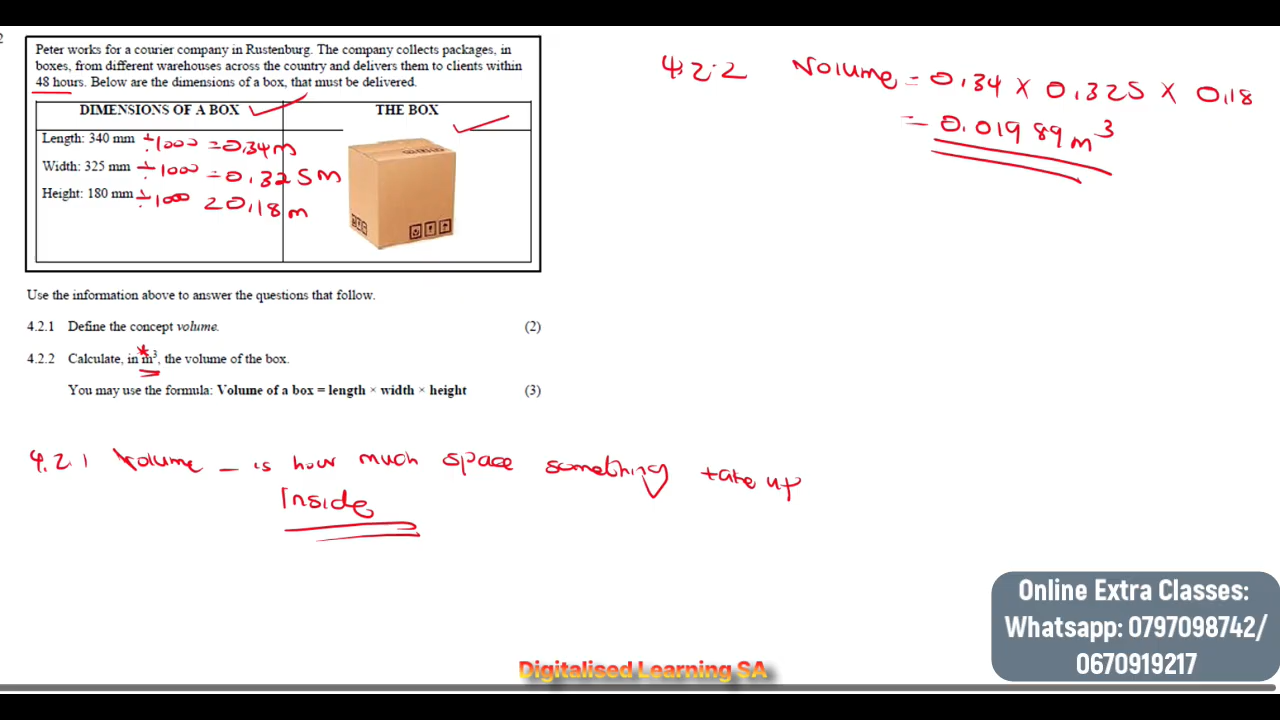 2
Peter works for a courier company in Rustenburg. The company collects packages, in
boxes, from different warehouses across the country and delivers them to clients within
48 hours. Below are the dimensions of a box, that must be delivered.
DIMENSIONS OF A BOX
THE BOX
Length: 340 mm ÷1000 =0.34m
Width: 325 mm ÷1000 =0,325m
Height: 180 mm ÷1000 =0,18m
Use the information above to answer the questions that follow.
4.2.1 Define the concept volume. (2)
4.2.2 Calculate, in m³, the volume of the box.
You may use the formula: Volume of a box = length × width × height (3)
4.2.1 Volume – is how much space something take up
Inside
4.2.2 Volume = 0,34 × 0,325 × 0,18
= 0.01989m³
Online Extra Classes:
Whatsapp: 0797098742/
0670919217
Digitalised Learning SA